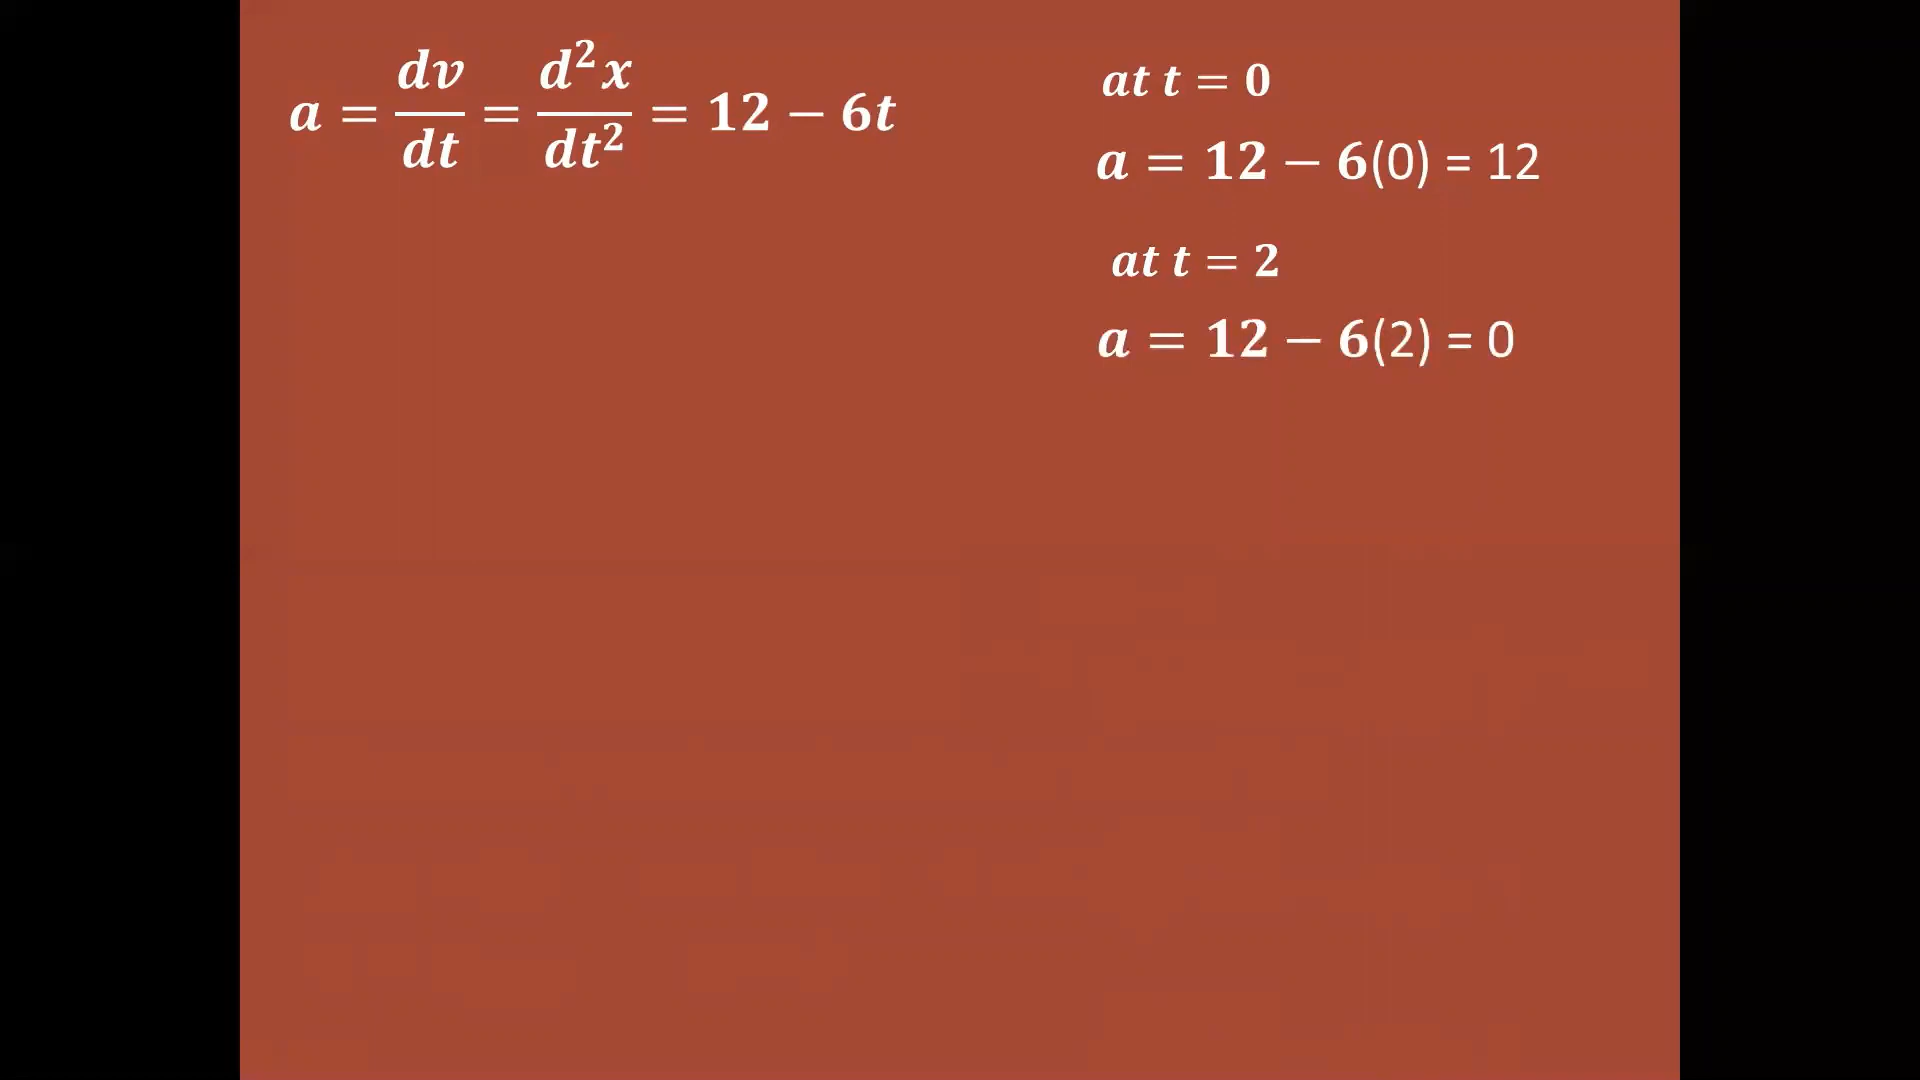 a = dv/dt = d²x/dt² = 12 − 6t
at t = 0
a = 12 − 6(0) = 12
at t = 2
a = 12 − 6(2) = 0